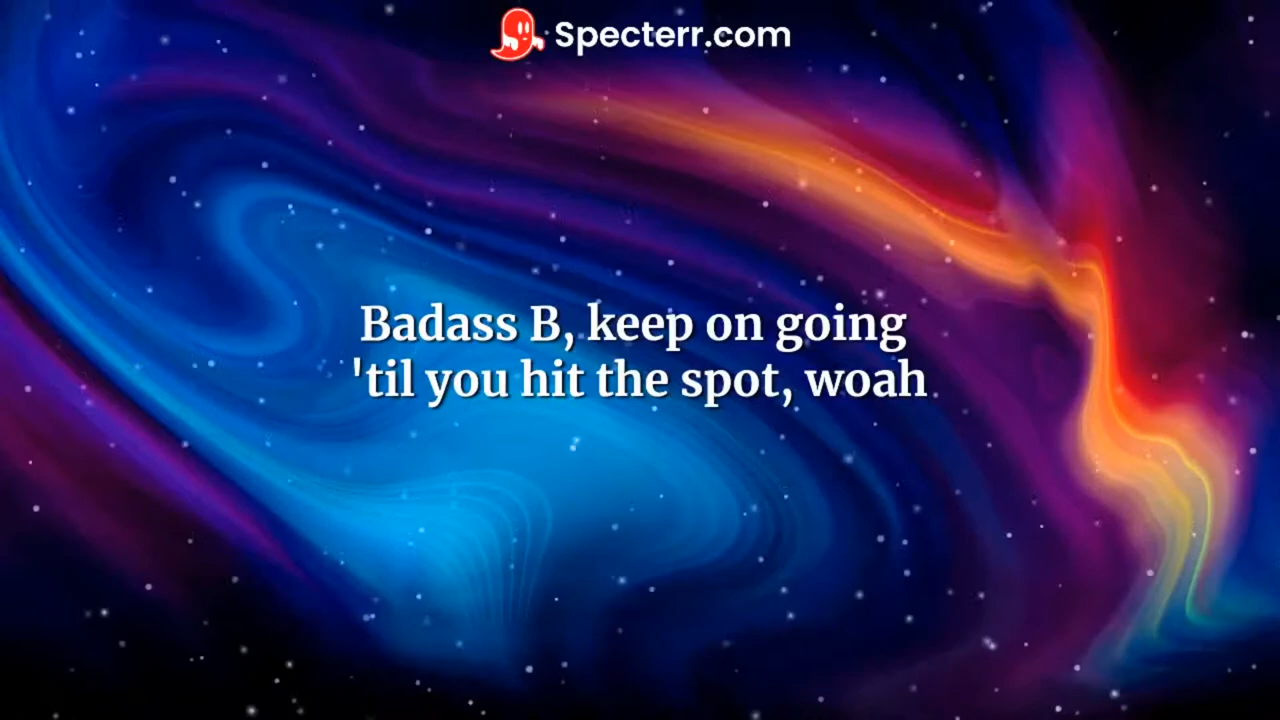 Specterr.com
Badass B, keep on going
'til you hit the spot, woah